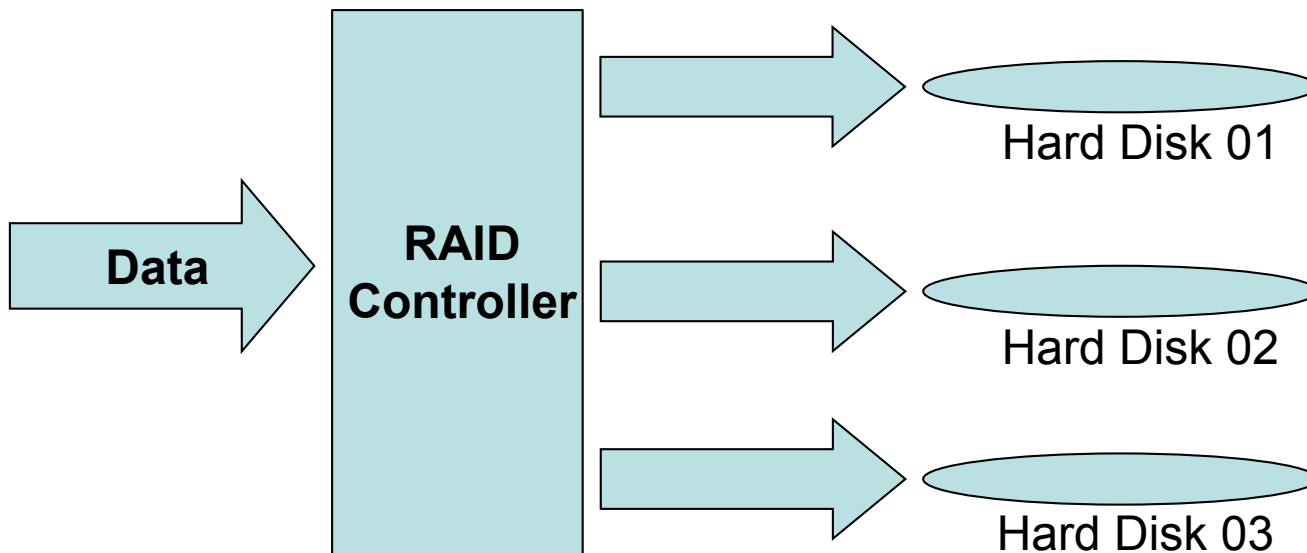 Data
RAID
Controller
Hard Disk 01
Hard Disk 02
Hard Disk 03